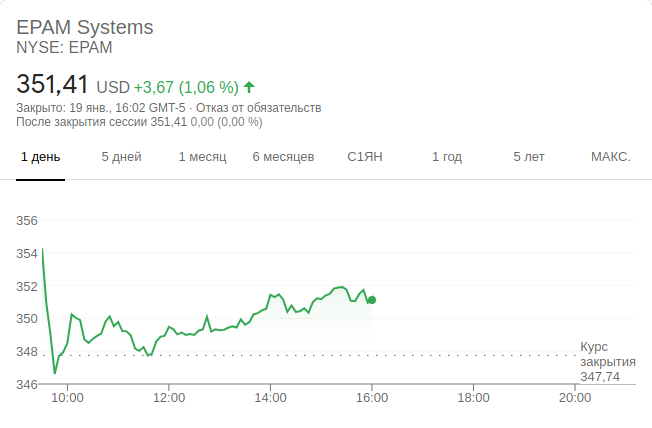 EPAM Systems
NYSE: EPAM
351,41 USD +3,67 (1,06 %)
Закрыто: 19 янв., 16:02 GMT-5 · Отказ от обязательств
После закрытия сессии 351,41 0,00 (0,00 %)
1 день 5 дней 1 месяц 6 месяцев С1ЯН 1 год 5 лет МАКС.
356
354
352
350
348
346
Курс
закрытия
347,74
10:00 12:00 14:00 16:00 18:00 20:00